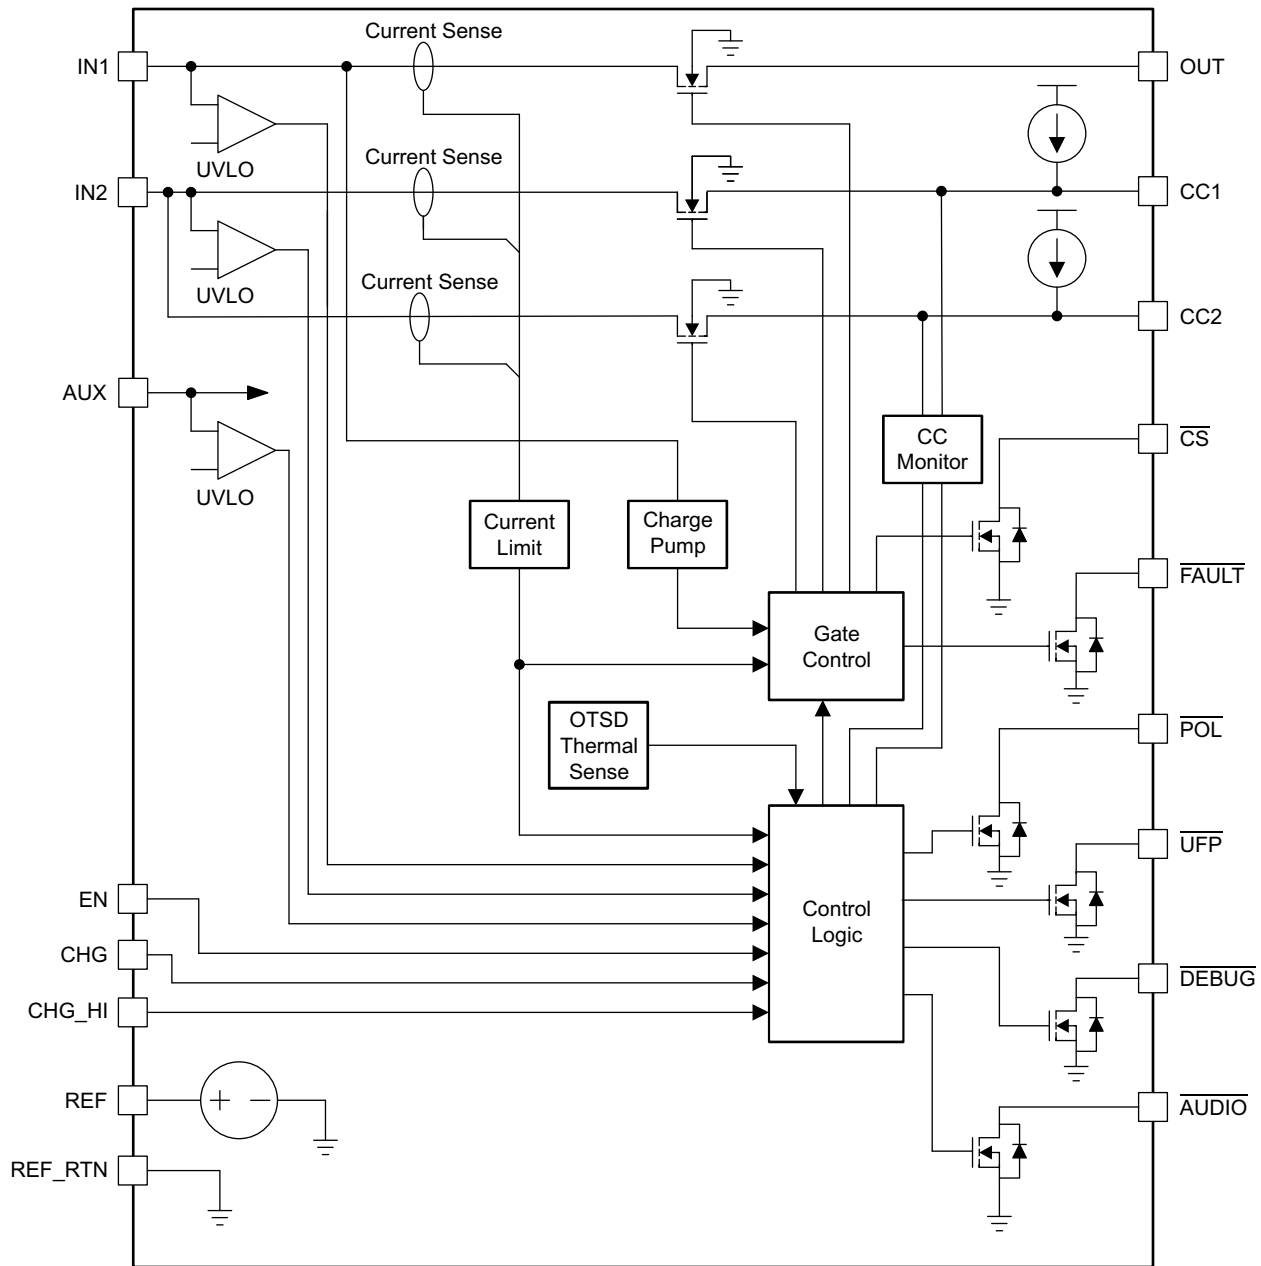 Current Sense
IN1
OUT
UVLO
Current Sense
IN2
CC1
UVLO
Current Sense
CC2
AUX
UVLO
CC
Monitor
CS
Current
Limit
Charge
Pump
FAULT
Gate
Control
OTSD
Thermal
Sense
POL
UFP
EN
Control
Logic
CHG
DEBUG
CHG_HI
REF
+ −
AUDIO
REF_RTN